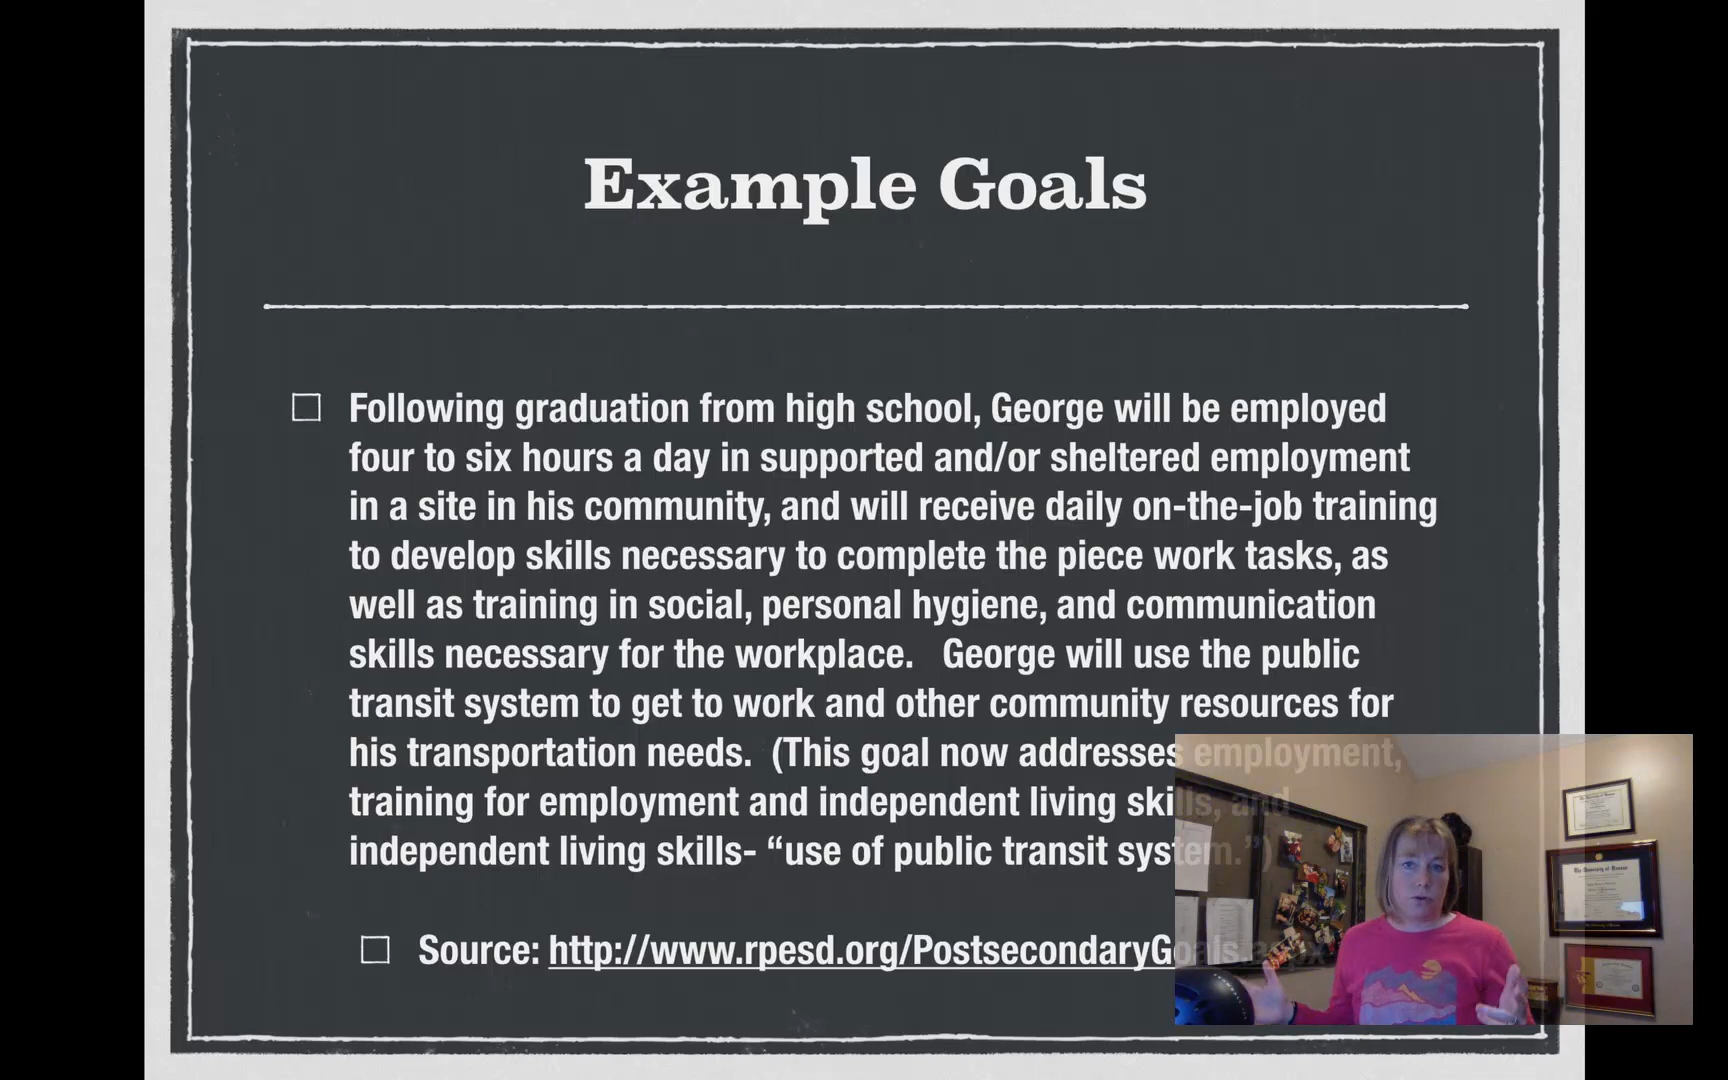 Example Goals
Following graduation from high school, George will be employed
four to six hours a day in supported and/or sheltered employment
in a site in his community, and will receive daily on-the-job training
to develop skills necessary to complete the piece work tasks, as
well as training in social, personal hygiene, and communication
skills necessary for the workplace. George will use the public
transit system to get to work and other community resources for
his transportation needs. (This goal now addresses employment,
training for employment and independent living skills, and
independent living skills- “use of public transit system.”)
Source: http://www.rpesd.org/PostsecondaryGoals.aspx